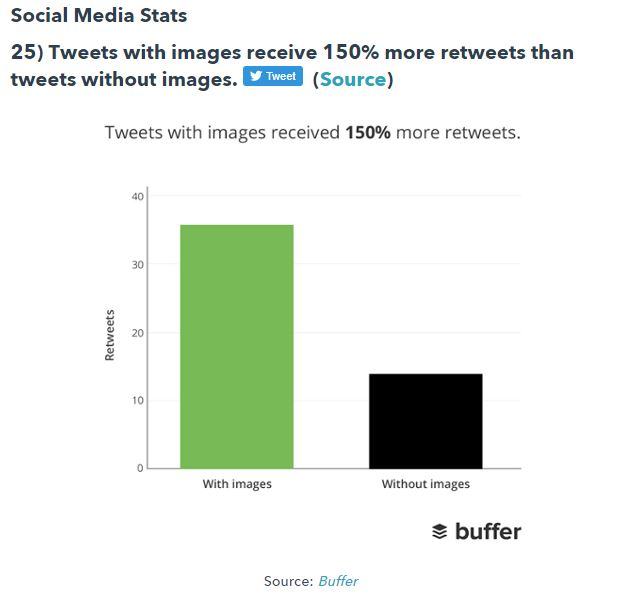 Social Media Stats
25) Tweets with images receive 150% more retweets than
tweets without images. Tweet (Source)
Tweets with images received 150% more retweets.
40
30
20
10
0
Retweets
With images
Without images
buffer
Source: Buffer